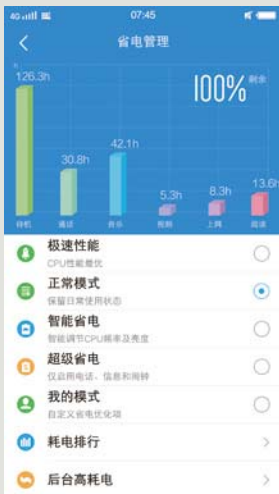 4G 07:45
省电管理
h
126.3h
100% 剩余
42.1h
30.8h
13.6h
8.3h
5.3h
待机 通话 音乐 视频 上网 阅读
极速性能
CPU性能最优
正常模式
保留日常使用状态
智能省电
智能调节CPU频率及亮度
超级省电
仅启用电话、信息和闹钟
我的模式
自定义省电优化项
耗电排行
后台高耗电